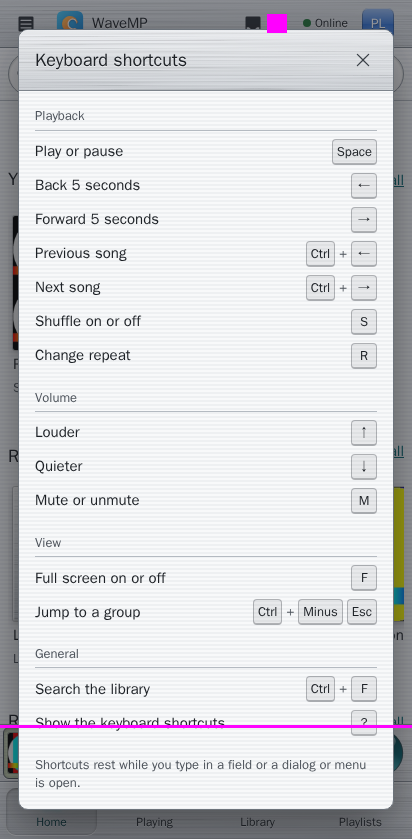 WaveMP
Online
PL
Keyboard shortcuts
Playback
Play or pause Space
Back 5 seconds ←
Forward 5 seconds →
Previous song Ctrl + ←
Next song Ctrl + →
Shuffle on or off S
Change repeat R
Volume
Louder ↑
Quieter ↓
Mute or unmute M
View
Full screen on or off F
Jump to a group Ctrl + Minus Esc
General
Search the library Ctrl + F
Show the keyboard shortcuts ?
Shortcuts rest while you type in a field or a dialog or menu
is open.
Home Playing Library Playlists